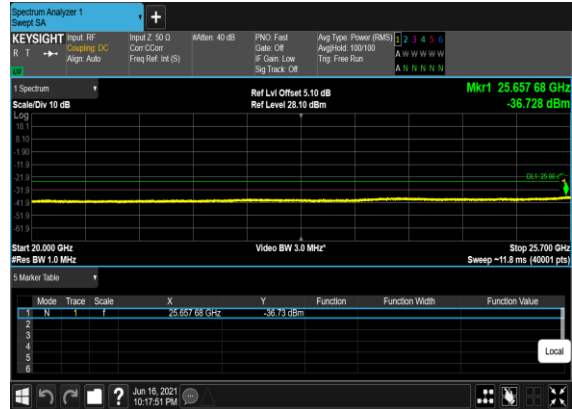 Spectrum Analyzer 1
Swept SA
+
KEYSIGHT Input: RF Input Z: 50 Ω #Atten: 40 dB PNO: Fast Avg Type: Power (RMS) 1 2 3 4 5 6
R T Coupling: DC Corr CCorr Gate: Off Avg|Hold: 100/100 A W W W W W
Align: Auto Freq Ref: Int (S) IF Gain: Low Trig: Free Run
Sig Track: Off A N N N N N
1 Spectrum Ref Lvl Offset 5.10 dB Mkr1 25.657 68 GHz
Scale/Div 10 dB Ref Level 28.10 dBm -36.728 dBm
Log
18.1
8.10
-1.90
-11.9
-21.9
-31.9
-41.9
-51.9
-61.9
Start 20.000 GHz Video BW 3.0 MHz* Stop 25.700 GHz
#Res BW 1.0 MHz Sweep ~11.8 ms (40001 pts)
5 Marker Table
Mode Trace Scale X Y Function Function Width Function Value
1 N 1 f 25.657 68 GHz -36.73 dBm
2
3
4
5
6
Local
? Jun 16, 2021
10:17:51 PM